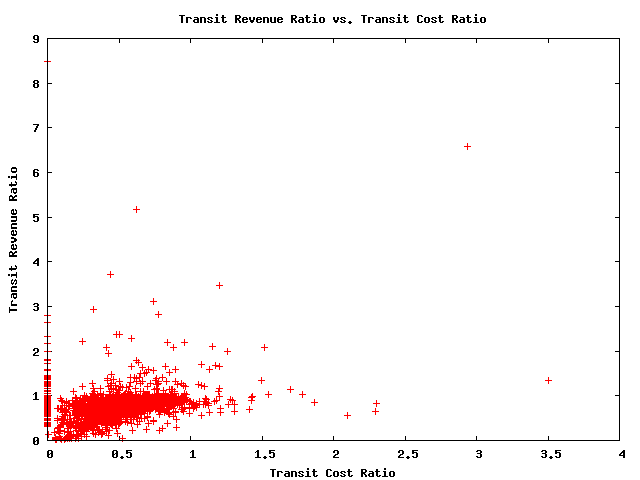 Transit Revenue Ratio vs. Transit Cost Ratio
9
8
7
6
5
4
3
2
1
0
Transit Revenue Ratio
0 0.5 1 1.5 2 2.5 3 3.5 4
Transit Cost Ratio